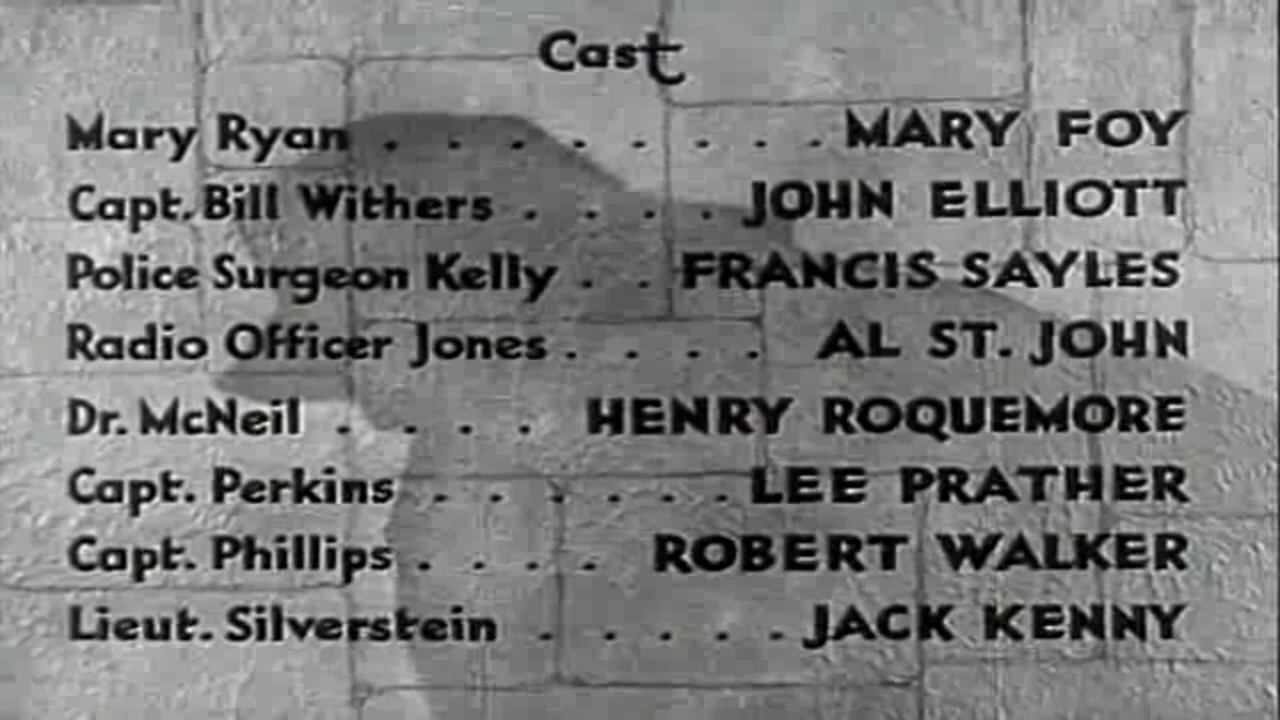 Cast
Mary Ryan . . . . . . . . MARY FOY
Capt. Bill Withers . . . . JOHN ELLIOTT
Police Surgeon Kelly . . FRANCIS SAYLES
Radio Officer Jones . . . . AL ST. JOHN
Dr. McNeil . . . . HENRY ROQUEMORE
Capt. Perkins . . . . . . LEE PRATHER
Capt. Phillips . . . . ROBERT WALKER
Lieut. Silverstein . . . . . JACK KENNY